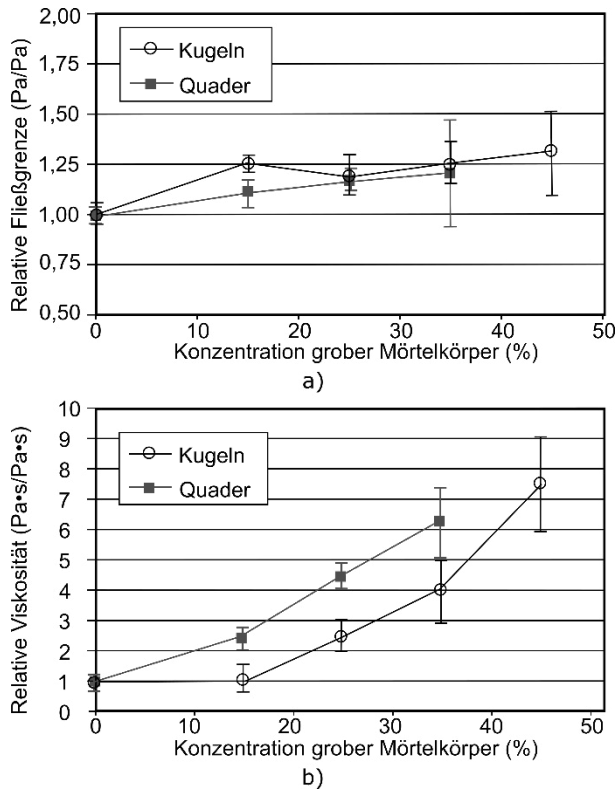 Relative Fließgrenze (Pa/Pa)
2,00
1,75
1,50
1,25
1,00
0,75
0,50
Kugeln
Quader
0 10 20 30 40 50
Konzentration grober Mörtelkörper (%)
a)
Relative Viskosität (Pa•s/Pa•s)
10
9
8
7
6
5
4
3
2
1
0
Kugeln
Quader
0 10 20 30 40 50
Konzentration grober Mörtelkörper (%)
b)